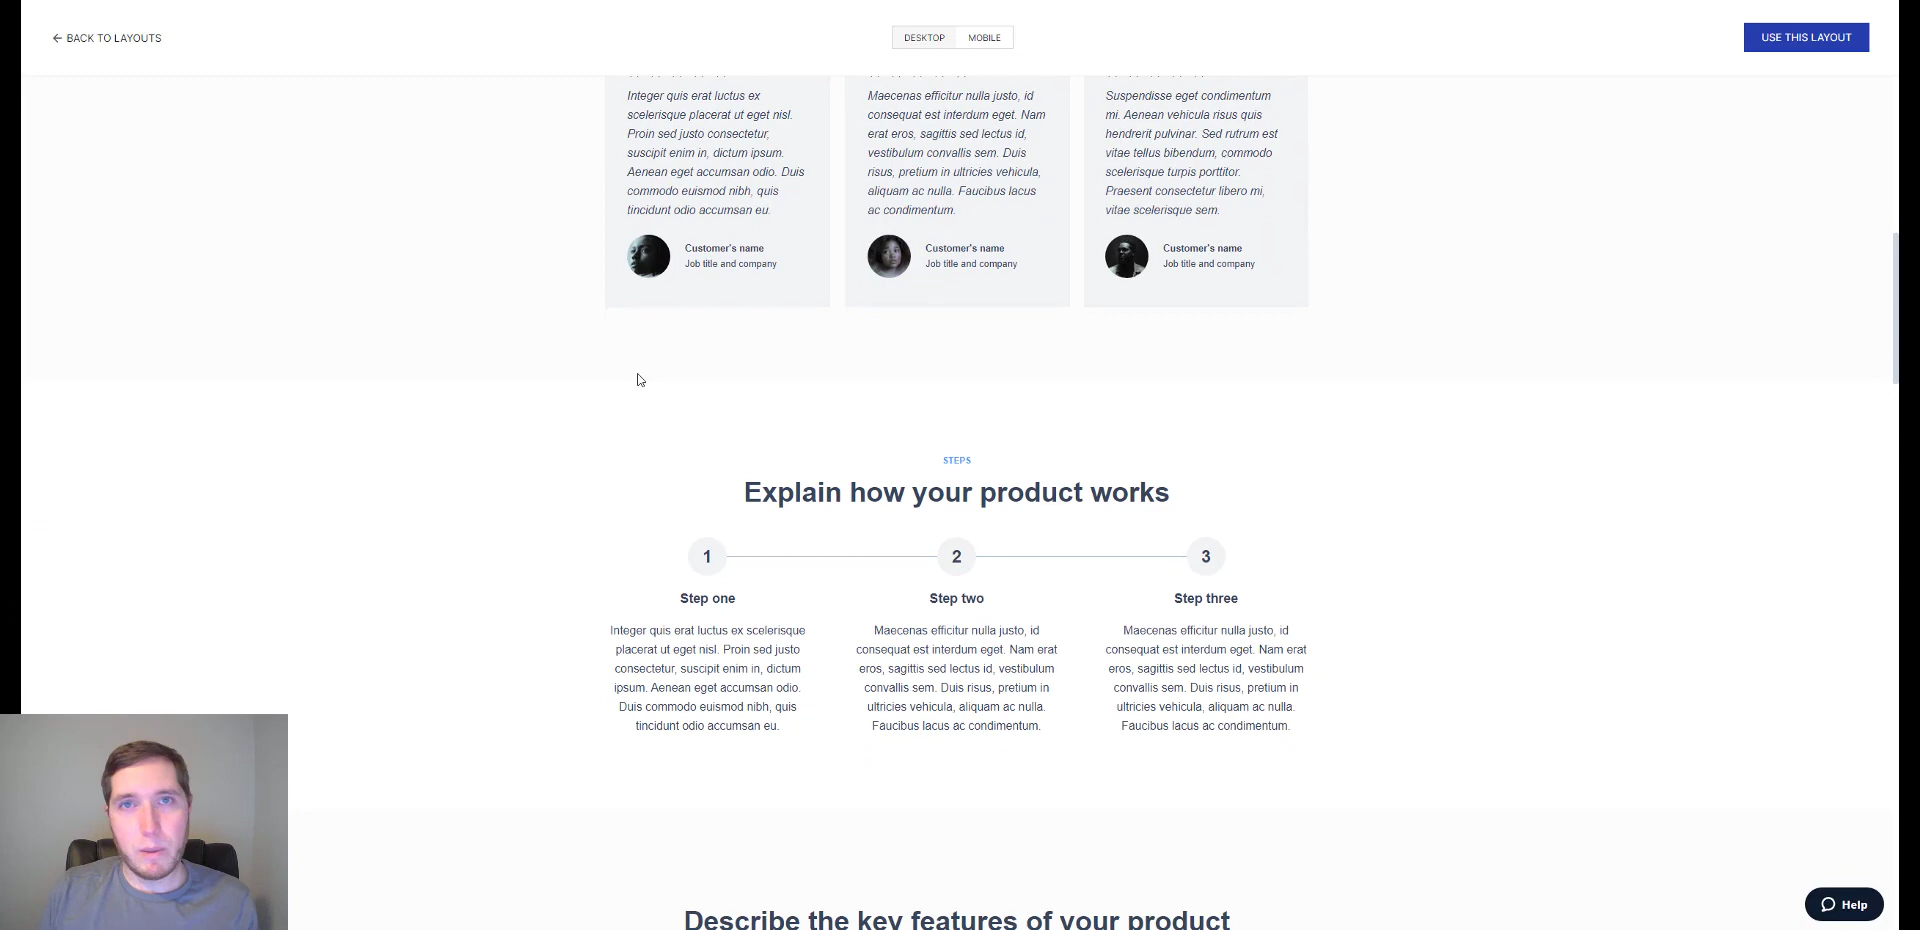 ← BACK TO LAYOUTS
DESKTOP MOBILE
USE THIS LAYOUT
Integer quis erat luctus ex
scelerisque placerat ut eget nisl.
Proin sed justo consectetur,
suscipit enim in, dictum ipsum.
Aenean eget accumsan odio. Duis
commodo euismod nibh, quis
tincidunt odio accumsan eu.
Customer's name
Job title and company
Maecenas efficitur nulla justo, id
consequat est interdum eget. Nam
erat eros, sagittis sed lectus id,
vestibulum convallis sem. Duis
risus, pretium in ultricies vehicula,
aliquam ac nulla. Faucibus lacus
ac condimentum.
Customer's name
Job title and company
Suspendisse eget condimentum
mi. Aenean vehicula risus quis
hendrerit pulvinar. Sed rutrum est
vitae tellus bibendum, commodo
scelerisque turpis porttitor.
Praesent consectetur libero mi,
vitae scelerisque sem.
Customer's name
Job title and company
STEPS
Explain how your product works
1
Step one
Integer quis erat luctus ex scelerisque
placerat ut eget nisl. Proin sed justo
consectetur, suscipit enim in, dictum
ipsum. Aenean eget accumsan odio.
Duis commodo euismod nibh, quis
tincidunt odio accumsan eu.
2
Step two
Maecenas efficitur nulla justo, id
consequat est interdum eget. Nam erat
eros, sagittis sed lectus id, vestibulum
convallis sem. Duis risus, pretium in
ultricies vehicula, aliquam ac nulla.
Faucibus lacus ac condimentum.
3
Step three
Maecenas efficitur nulla justo, id
consequat est interdum eget. Nam erat
eros, sagittis sed lectus id, vestibulum
convallis sem. Duis risus, pretium in
ultricies vehicula, aliquam ac nulla.
Faucibus lacus ac condimentum.
Describe the key features of your product
Help